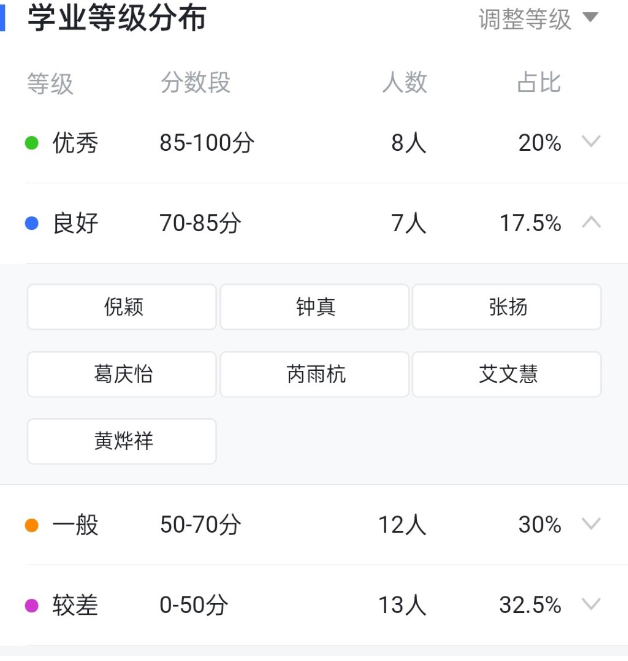 学业等级分布 调整等级
等级 分数段 人数 占比
优秀 85-100分 8人 20%
良好 70-85分 7人 17.5%
倪颖 钟真 张扬
葛庆怡 芮雨杭 艾文慧
黄烨祥
一般 50-70分 12人 30%
较差 0-50分 13人 32.5%